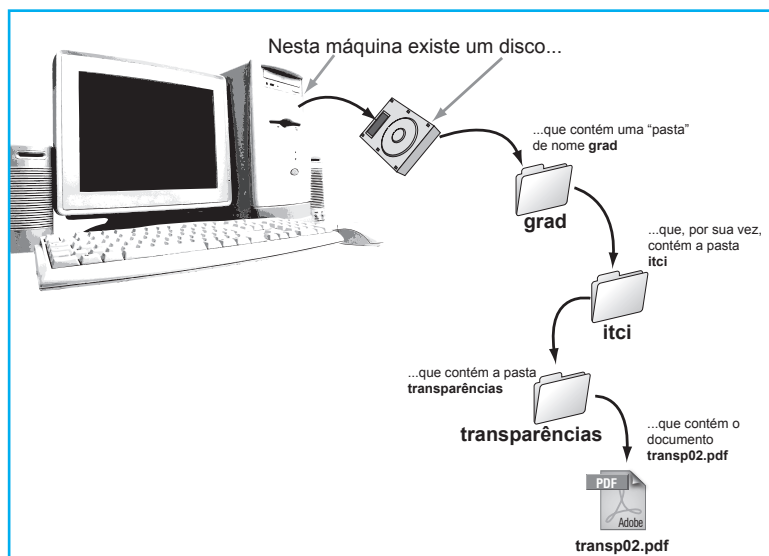 Nesta máquina existe um disco...
...que contém uma “pasta”
de nome grad
grad
...que, por sua vez,
contém a pasta
itci
itci
...que contém a pasta
transparências
transparências
...que contém o
documento
transp02.pdf
PDF
Adobe
transp02.pdf